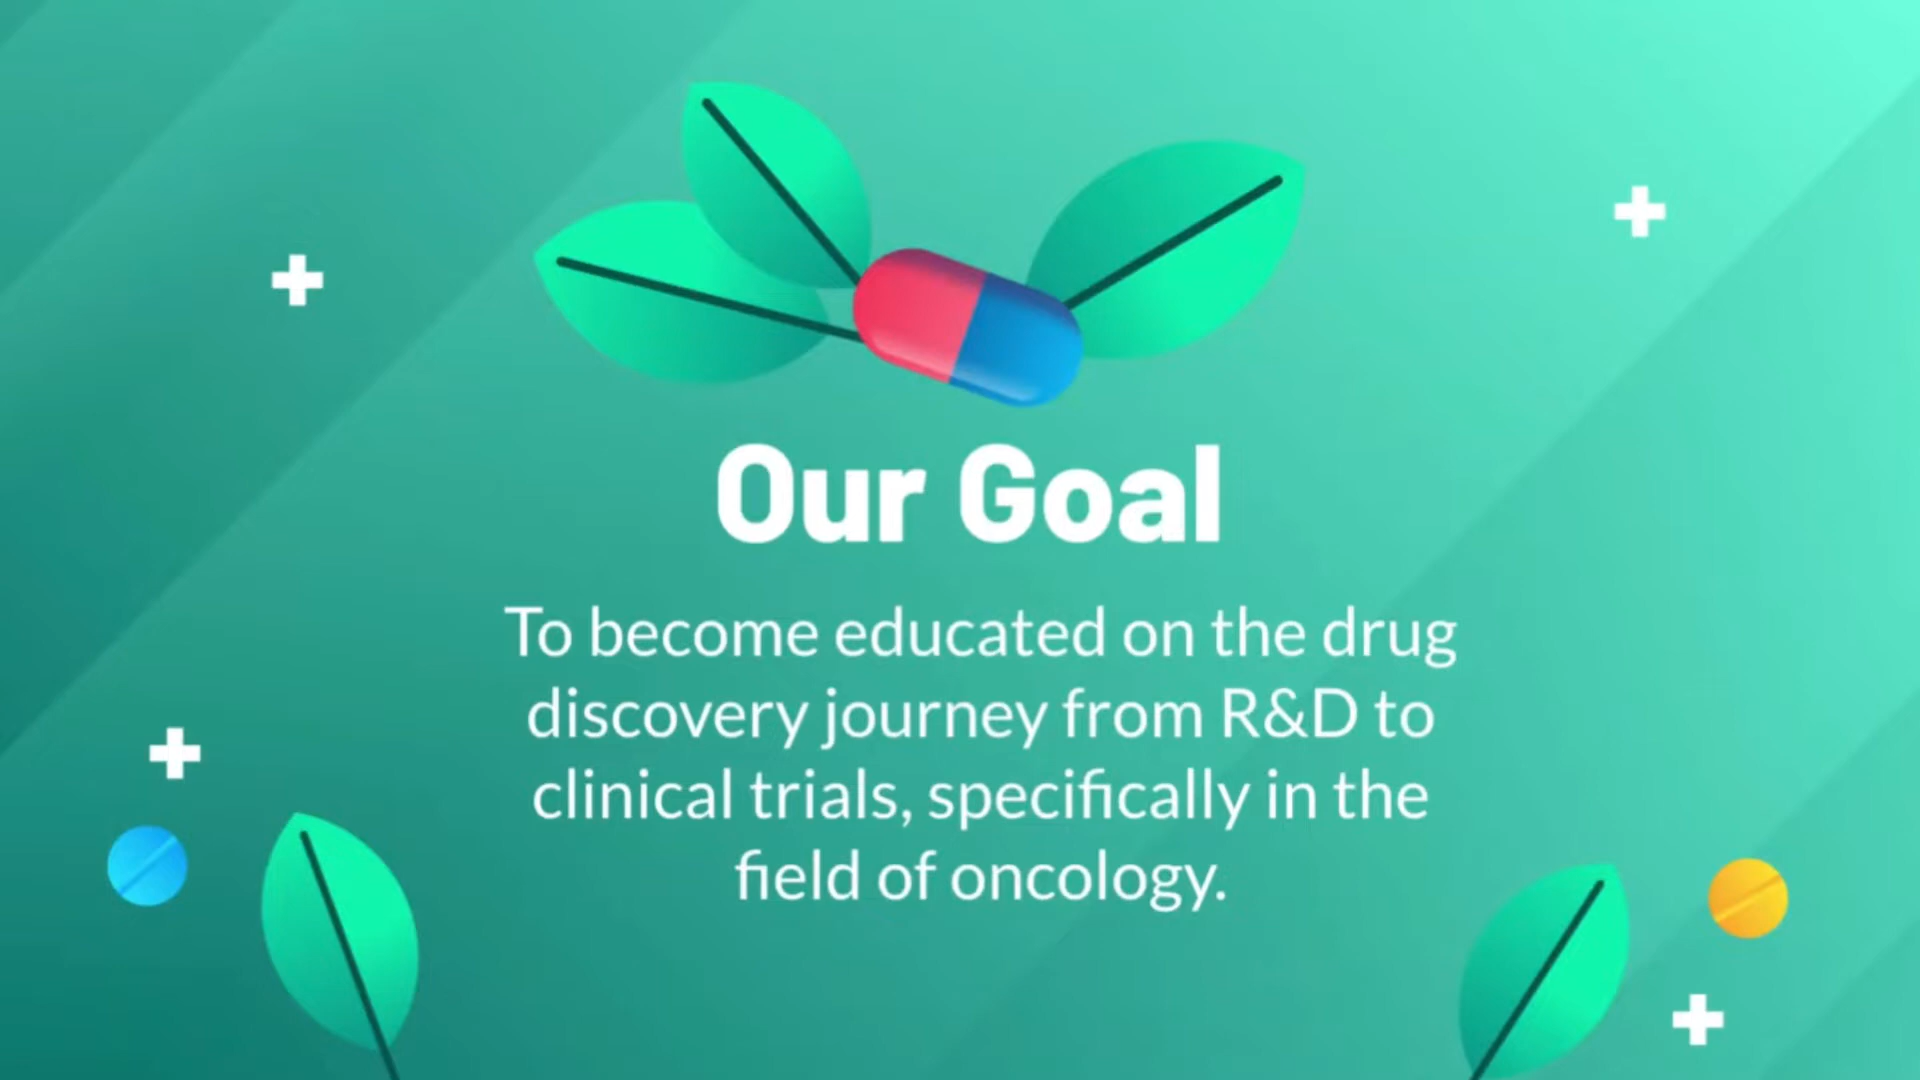 Our Goal
To become educated on the drug
discovery journey from R&D to
clinical trials, specifically in the
field of oncology.